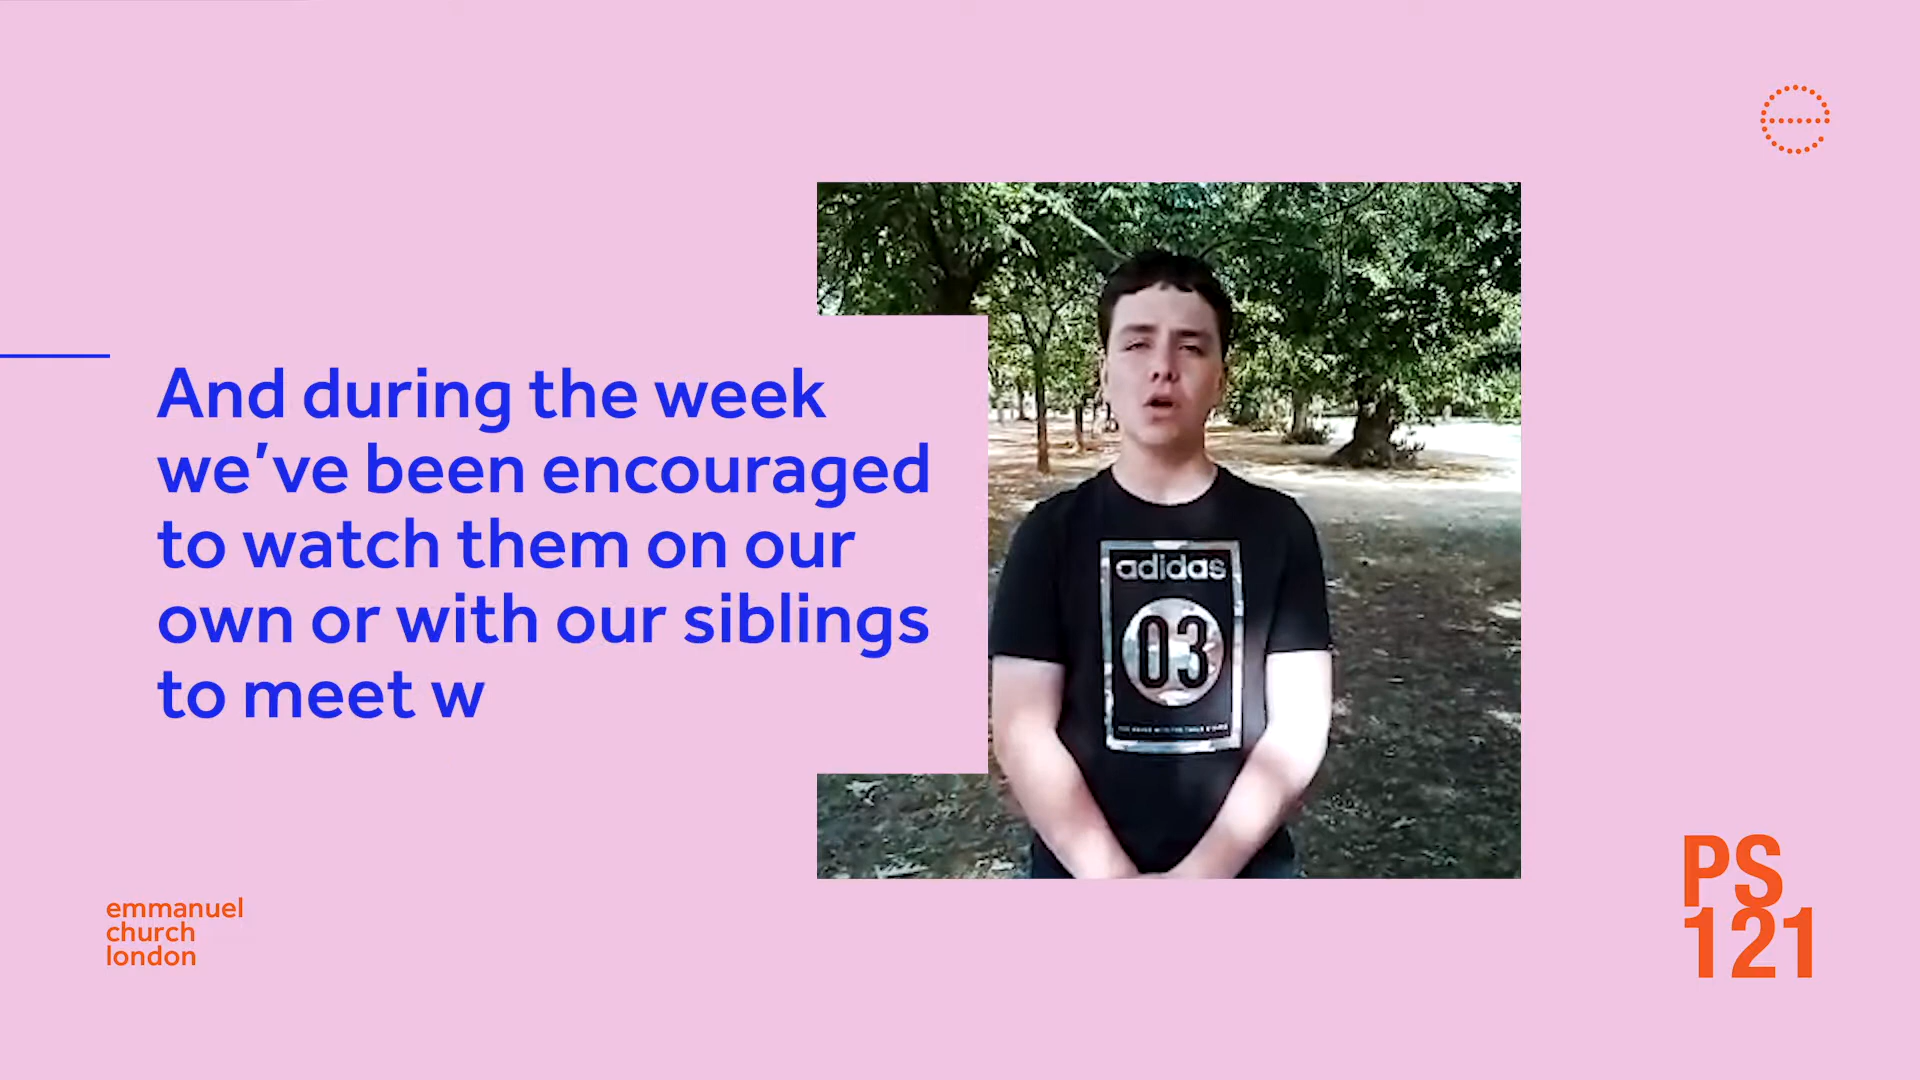 And during the week
we've been encouraged
to watch them on our
own or with our siblings
to meet w
adidas
03
emmanuel
church
london
PS
121